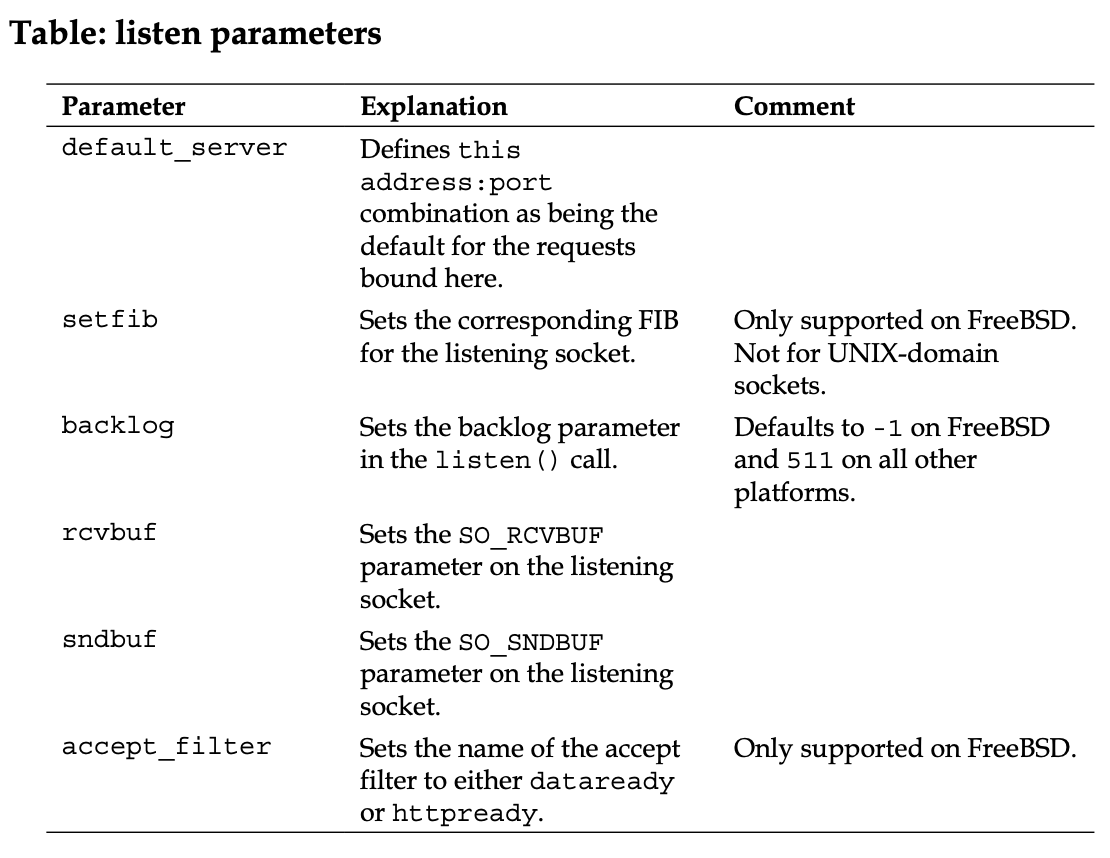 Table: listen parameters
Parameter Explanation Comment
default_server Defines this
address:port
combination as being the
default for the requests
bound here.
setfib Sets the corresponding FIB Only supported on FreeBSD.
for the listening socket. Not for UNIX-domain
sockets.
backlog Sets the backlog parameter Defaults to -1 on FreeBSD
in the listen() call. and 511 on all other
platforms.
rcvbuf Sets the SO_RCVBUF
parameter on the listening
socket.
sndbuf Sets the SO_SNDBUF
parameter on the listening
socket.
accept_filter Sets the name of the accept Only supported on FreeBSD.
filter to either dataready
or httpready.